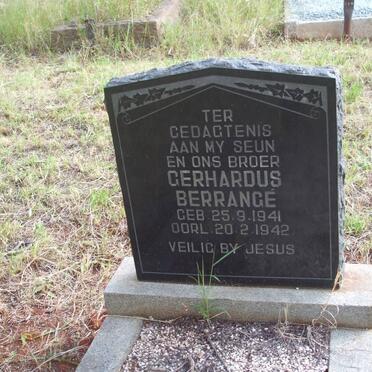 TER
GEDAGTENIS
AAN MY SEUN
EN ONS BROER
GERHARDUS
BERRANGÉ
GEB 25.9.1941
OORL. 20.2.1942
VEILIG BY JESUS